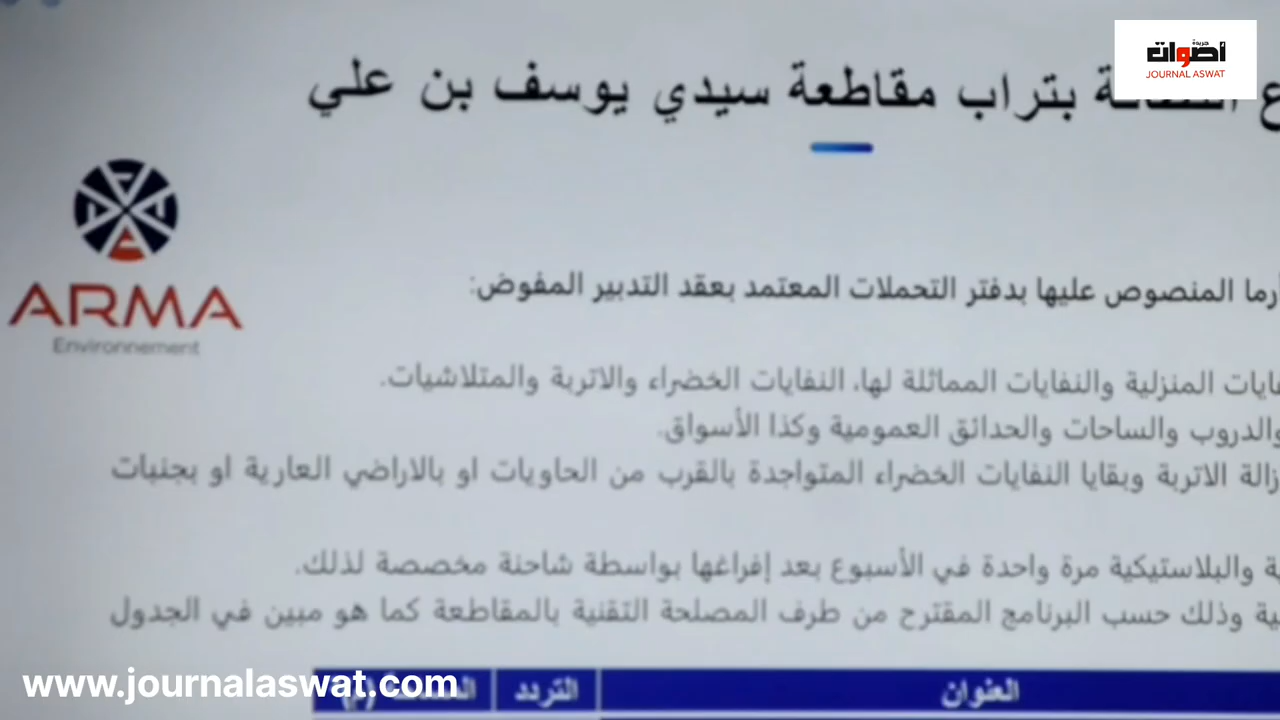 جريدة
أصوات
JOURNAL ASWAT
بتراب مقاطعة سيدي يوسف بن علي
ARMA
Environnement
أرما المنصوص عليها بدفتر التحملات المعتمد بعقد التدبير المفوض:
المنزلية والنفايات المماثلة لها، النفايات الخضراء والاتربة والمتلاشيات.
والدروب والساحات والحدائق العمومية وكذا الأسواق.
الاتربة وبقايا النفايات الخضراء المتواجدة بالقرب من الحاويات او بالاراضي العارية او بجنبات
والبلاستيكية مرة واحدة في الأسبوع بعد إفراغها بواسطة شاحنة مخصصة لذلك.
وذلك حسب البرنامج المقترح من طرف المصلحة التقنية بالمقاطعة كما هو مبين في الجدول
العنوان التردد
www.journalaswat.com